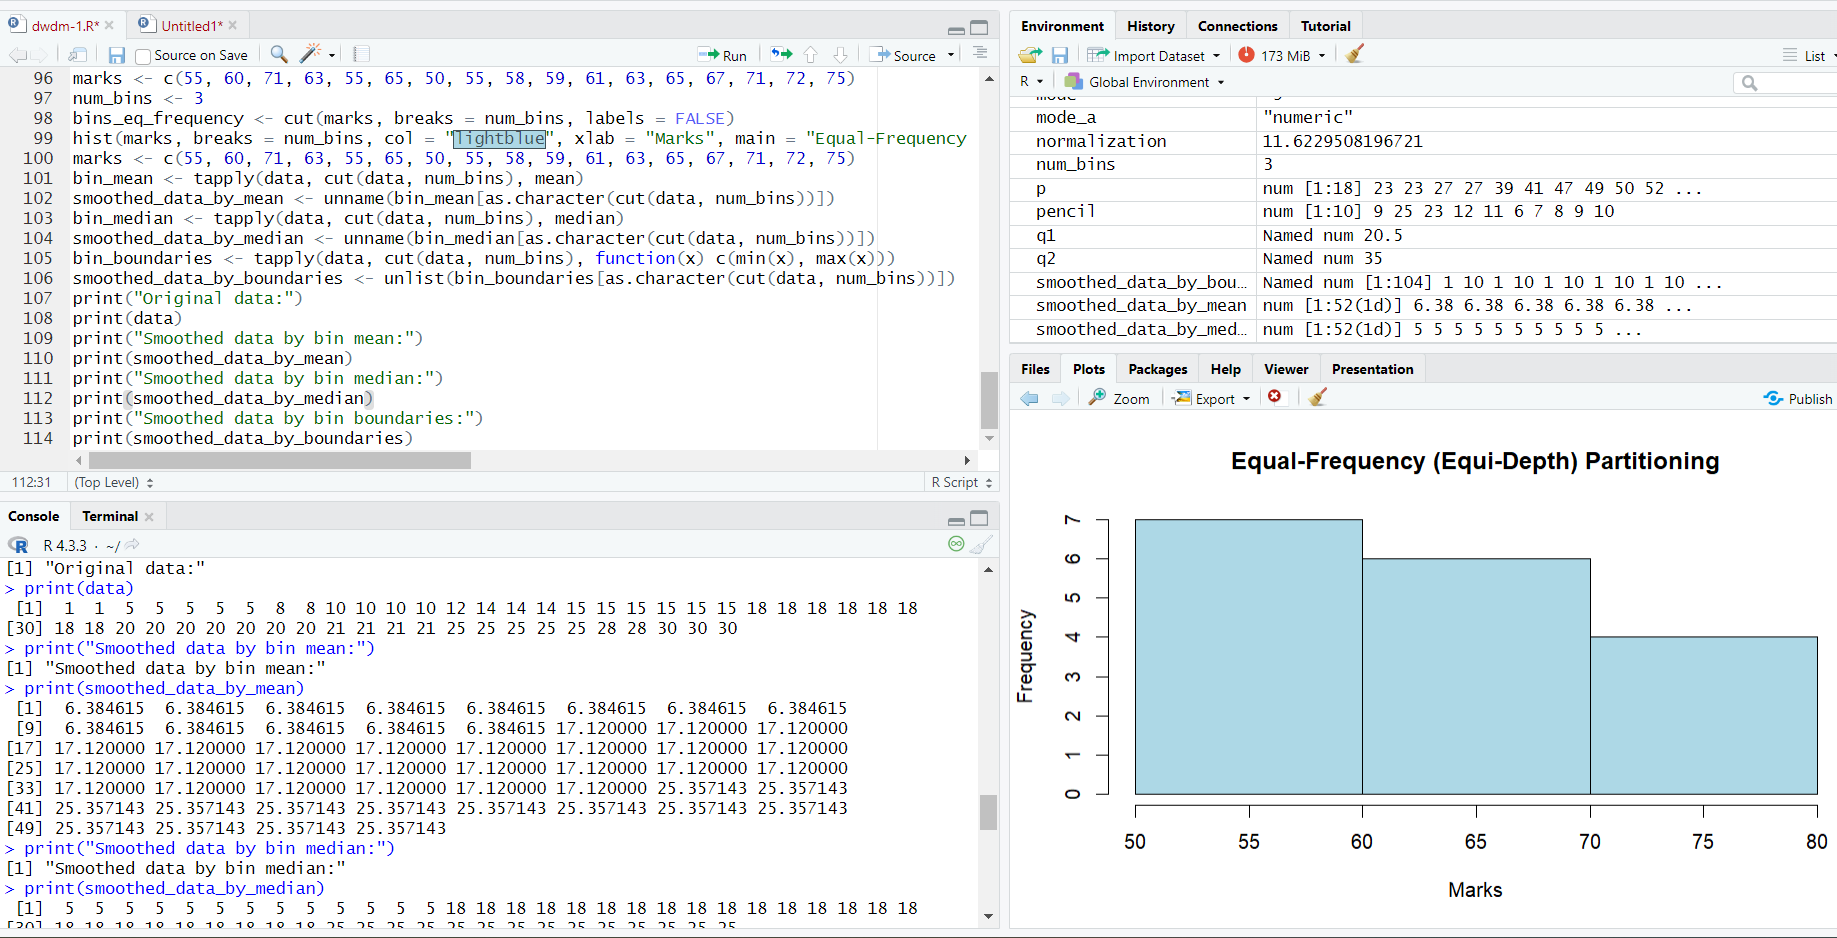 dwdm-1.R*
Untitled1*
Source on Save
Run
Source
96 marks <- c(55, 60, 71, 63, 55, 65, 50, 55, 58, 59, 61, 63, 65, 67, 71, 72, 75)
97 num_bins <- 3
98 bins_eq_frequency <- cut(marks, breaks = num_bins, labels = FALSE)
99 hist(marks, breaks = num_bins, col = "lightblue", xlab = "Marks", main = "Equal-Frequency
100 marks <- c(55, 60, 71, 63, 55, 65, 50, 55, 58, 59, 61, 63, 65, 67, 71, 72, 75)
101 bin_mean <- tapply(data, cut(data, num_bins), mean)
102 smoothed_data_by_mean <- unname(bin_mean[as.character(cut(data, num_bins))])
103 bin_median <- tapply(data, cut(data, num_bins), median)
104 smoothed_data_by_median <- unname(bin_median[as.character(cut(data, num_bins))])
105 bin_boundaries <- tapply(data, cut(data, num_bins), function(x) c(min(x), max(x)))
106 smoothed_data_by_boundaries <- unlist(bin_boundaries[as.character(cut(data, num_bins))])
107 print("Original data:")
108 print(data)
109 print("Smoothed data by bin mean:")
110 print(smoothed_data_by_mean)
111 print("Smoothed data by bin median:")
112 print(smoothed_data_by_median)
113 print("Smoothed data by bin boundaries:")
114 print(smoothed_data_by_boundaries)
112:31 (Top Level) R Script
Console Terminal
R 4.3.3 · ~/
[1] "Original data:"
> print(data)
[1] 1 1 5 5 5 5 5 8 8 10 10 10 10 12 14 14 14 15 15 15 15 15 15 18 18 18 18 18 18
[30] 18 18 20 20 20 20 20 20 20 21 21 21 21 25 25 25 25 25 28 28 30 30 30
> print("Smoothed data by bin mean:")
[1] "Smoothed data by bin mean:"
> print(smoothed_data_by_mean)
[1] 6.384615 6.384615 6.384615 6.384615 6.384615 6.384615 6.384615 6.384615
[9] 6.384615 6.384615 6.384615 6.384615 6.384615 17.120000 17.120000 17.120000
[17] 17.120000 17.120000 17.120000 17.120000 17.120000 17.120000 17.120000 17.120000
[25] 17.120000 17.120000 17.120000 17.120000 17.120000 17.120000 17.120000 17.120000
[33] 17.120000 17.120000 17.120000 17.120000 17.120000 17.120000 25.357143 25.357143
[41] 25.357143 25.357143 25.357143 25.357143 25.357143 25.357143 25.357143 25.357143
[49] 25.357143 25.357143 25.357143 25.357143
> print("Smoothed data by bin median:")
[1] "Smoothed data by bin median:"
> print(smoothed_data_by_median)
[1] 5 5 5 5 5 5 5 5 5 5 5 5 5 18 18 18 18 18 18 18 18 18 18 18 18 18 18 18 18
Environment History Connections Tutorial
Import Dataset 173 MiB List
R Global Environment
mode_a "numeric"
normalization 11.6229508196721
num_bins 3
p num [1:18] 23 23 27 27 39 41 47 49 50 52 ...
pencil num [1:10] 9 25 23 12 11 6 7 8 9 10
q1 Named num 20.5
q2 Named num 35
smoothed_data_by_bou... Named num [1:104] 1 10 1 10 1 10 1 10 1 10 ...
smoothed_data_by_mean num [1:52(1d)] 6.38 6.38 6.38 6.38 6.38 ...
smoothed_data_by_med... num [1:52(1d)] 5 5 5 5 5 5 5 5 5 5 ...
Files Plots Packages Help Viewer Presentation
Zoom Export Publish
Equal-Frequency (Equi-Depth) Partitioning
Frequency
7
6
5
4
3
2
1
0
50 55 60 65 70 75 80
Marks